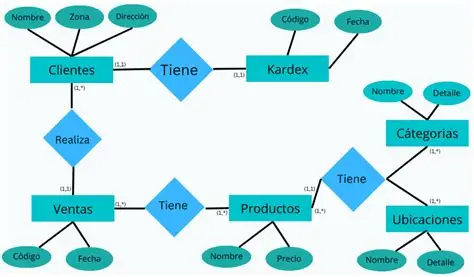 Nombre Zona Dirección
Código Fecha
Clientes (1,1) Tiene (1,1) Kardex
(1,*)
Nombre Detalle
Realiza
Cátegorias
(1,*)
(1,1) (1,1)
Ventas (1,*) Tiene (1,*) Productos (1,*) Tiene
(1,*)
Ubicaciones
Código Fecha Nombre Precio
Nombre Detalle